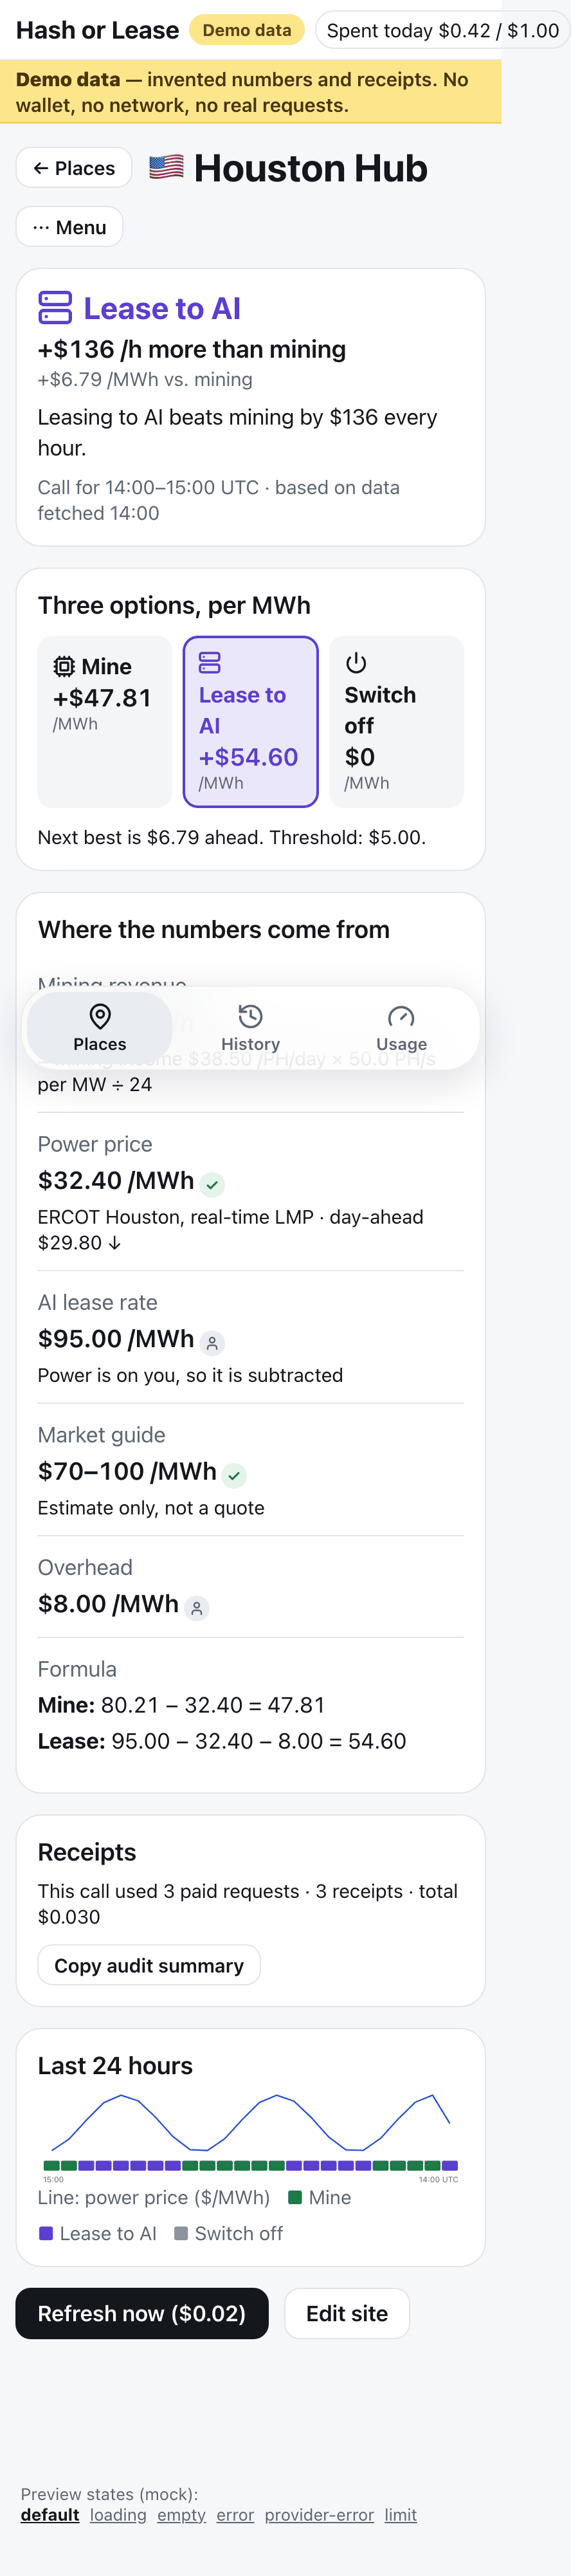 Hash or Lease
Demo data
Spent today $0.42 / $1.00
Demo data — invented numbers and receipts. No
wallet, no network, no real requests.
← Places
Houston Hub
··· Menu
Lease to AI
+$136 /h more than mining
+$6.79 /MWh vs. mining
Leasing to AI beats mining by $136 every
hour.
Call for 14:00–15:00 UTC · based on data
fetched 14:00
Three options, per MWh
Mine
+$47.81
/MWh
Lease to
AI
+$54.60
/MWh
Switch
off
$0
/MWh
Next best is $6.79 ahead. Threshold: $5.00.
Where the numbers come from
Mining revenue
Places
History
Usage
income $38.50 /PH/day × 50.0 PH/s
per MW ÷ 24
Power price
$32.40 /MWh
ERCOT Houston, real-time LMP · day-ahead
$29.80 ↓
AI lease rate
$95.00 /MWh
Power is on you, so it is subtracted
Market guide
$70–100 /MWh
Estimate only, not a quote
Overhead
$8.00 /MWh
Formula
Mine: 80.21 − 32.40 = 47.81
Lease: 95.00 − 32.40 − 8.00 = 54.60
Receipts
This call used 3 paid requests · 3 receipts · total
$0.030
Copy audit summary
Last 24 hours
15:00
14:00 UTC
Line: power price ($/MWh)
Mine
Lease to AI
Switch off
Refresh now ($0.02)
Edit site
Preview states (mock):
default loading empty error provider-error limit